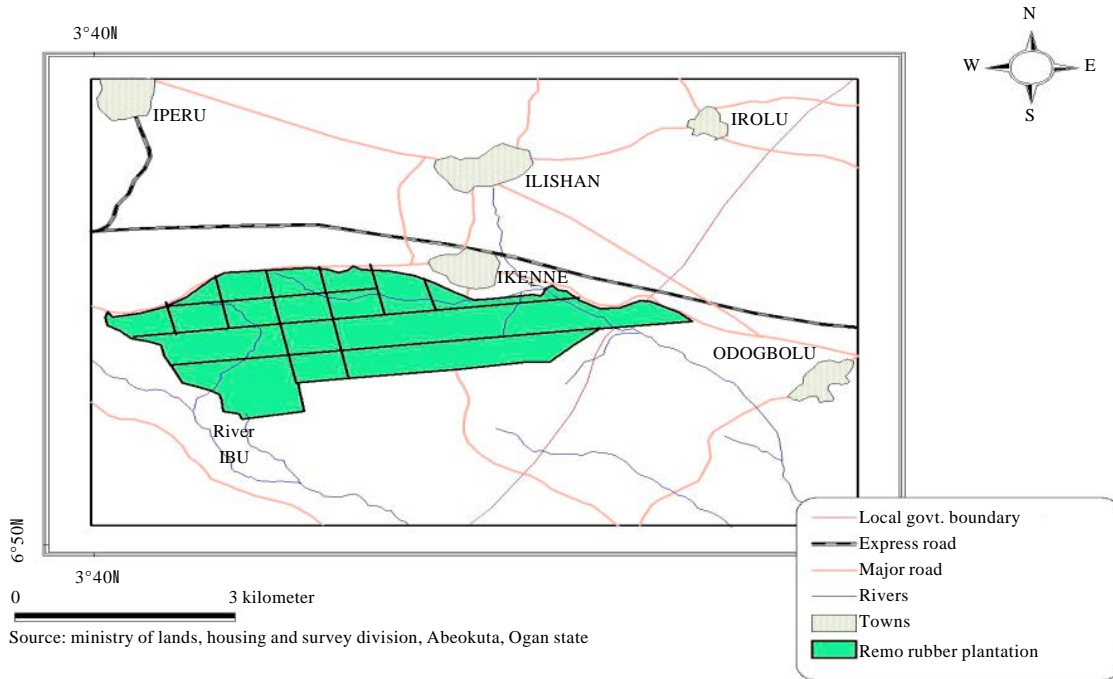 3°40N
N
W
E
S
IPERU
IROLU
ILISHAN
IKENNE
ODOGBOLU
River
IBU
6°50N
3°40N
Local govt. boundary
Express road
Major road
Rivers
Towns
Remo rubber plantation
0
3 kilometer
Source: ministry of lands, housing and survey division, Abeokuta, Ogan state